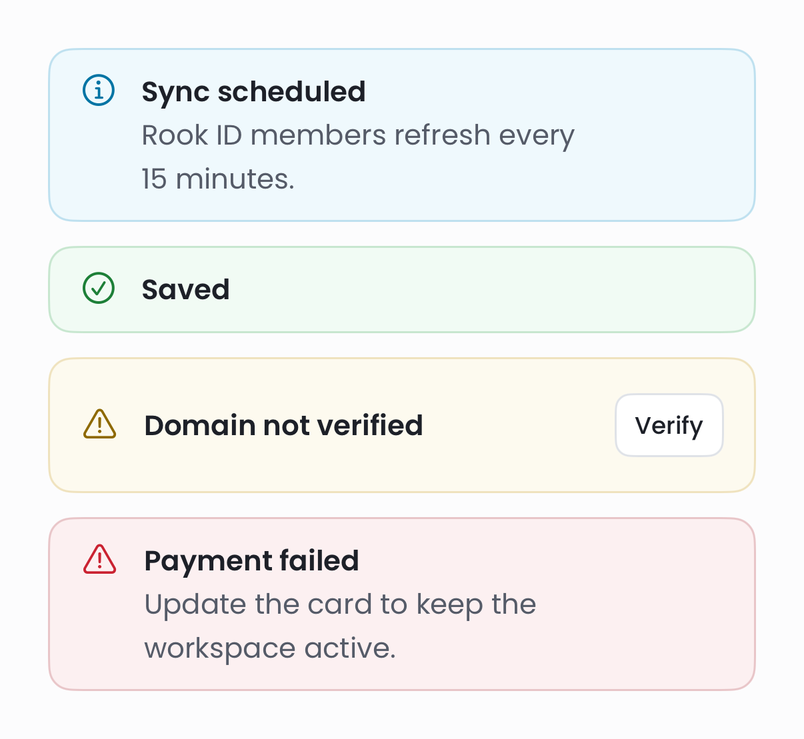 Sync scheduled
Rook ID members refresh every
15 minutes.
Saved
Domain not verified
Verify
Payment failed
Update the card to keep the
workspace active.